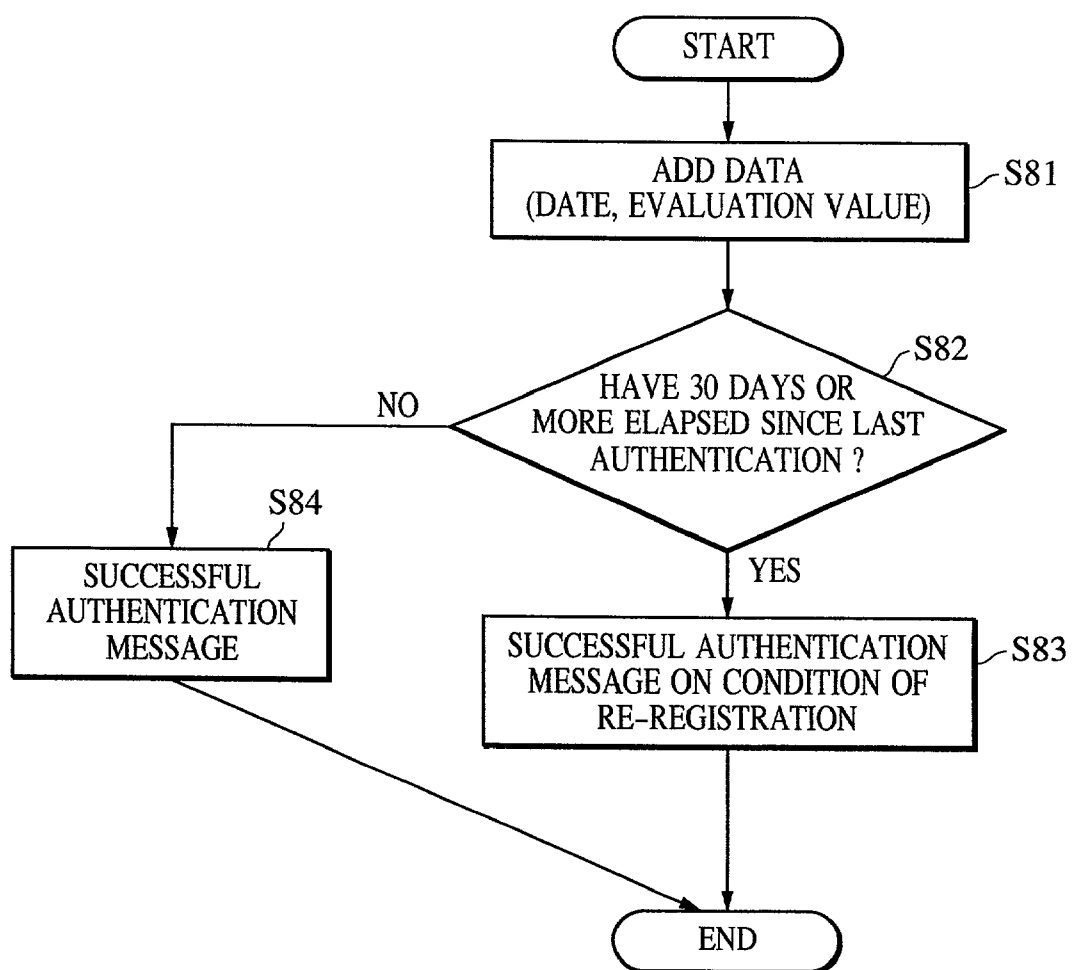 START
ADD DATA
(DATE, EVALUATION VALUE)
S81
S82
HAVE 30 DAYS OR
MORE ELAPSED SINCE LAST
AUTHENTICATION ?
NO
YES
S84
SUCCESSFUL
AUTHENTICATION
MESSAGE
SUCCESSFUL AUTHENTICATION
MESSAGE ON CONDITION OF
RE-REGISTRATION
S83
END